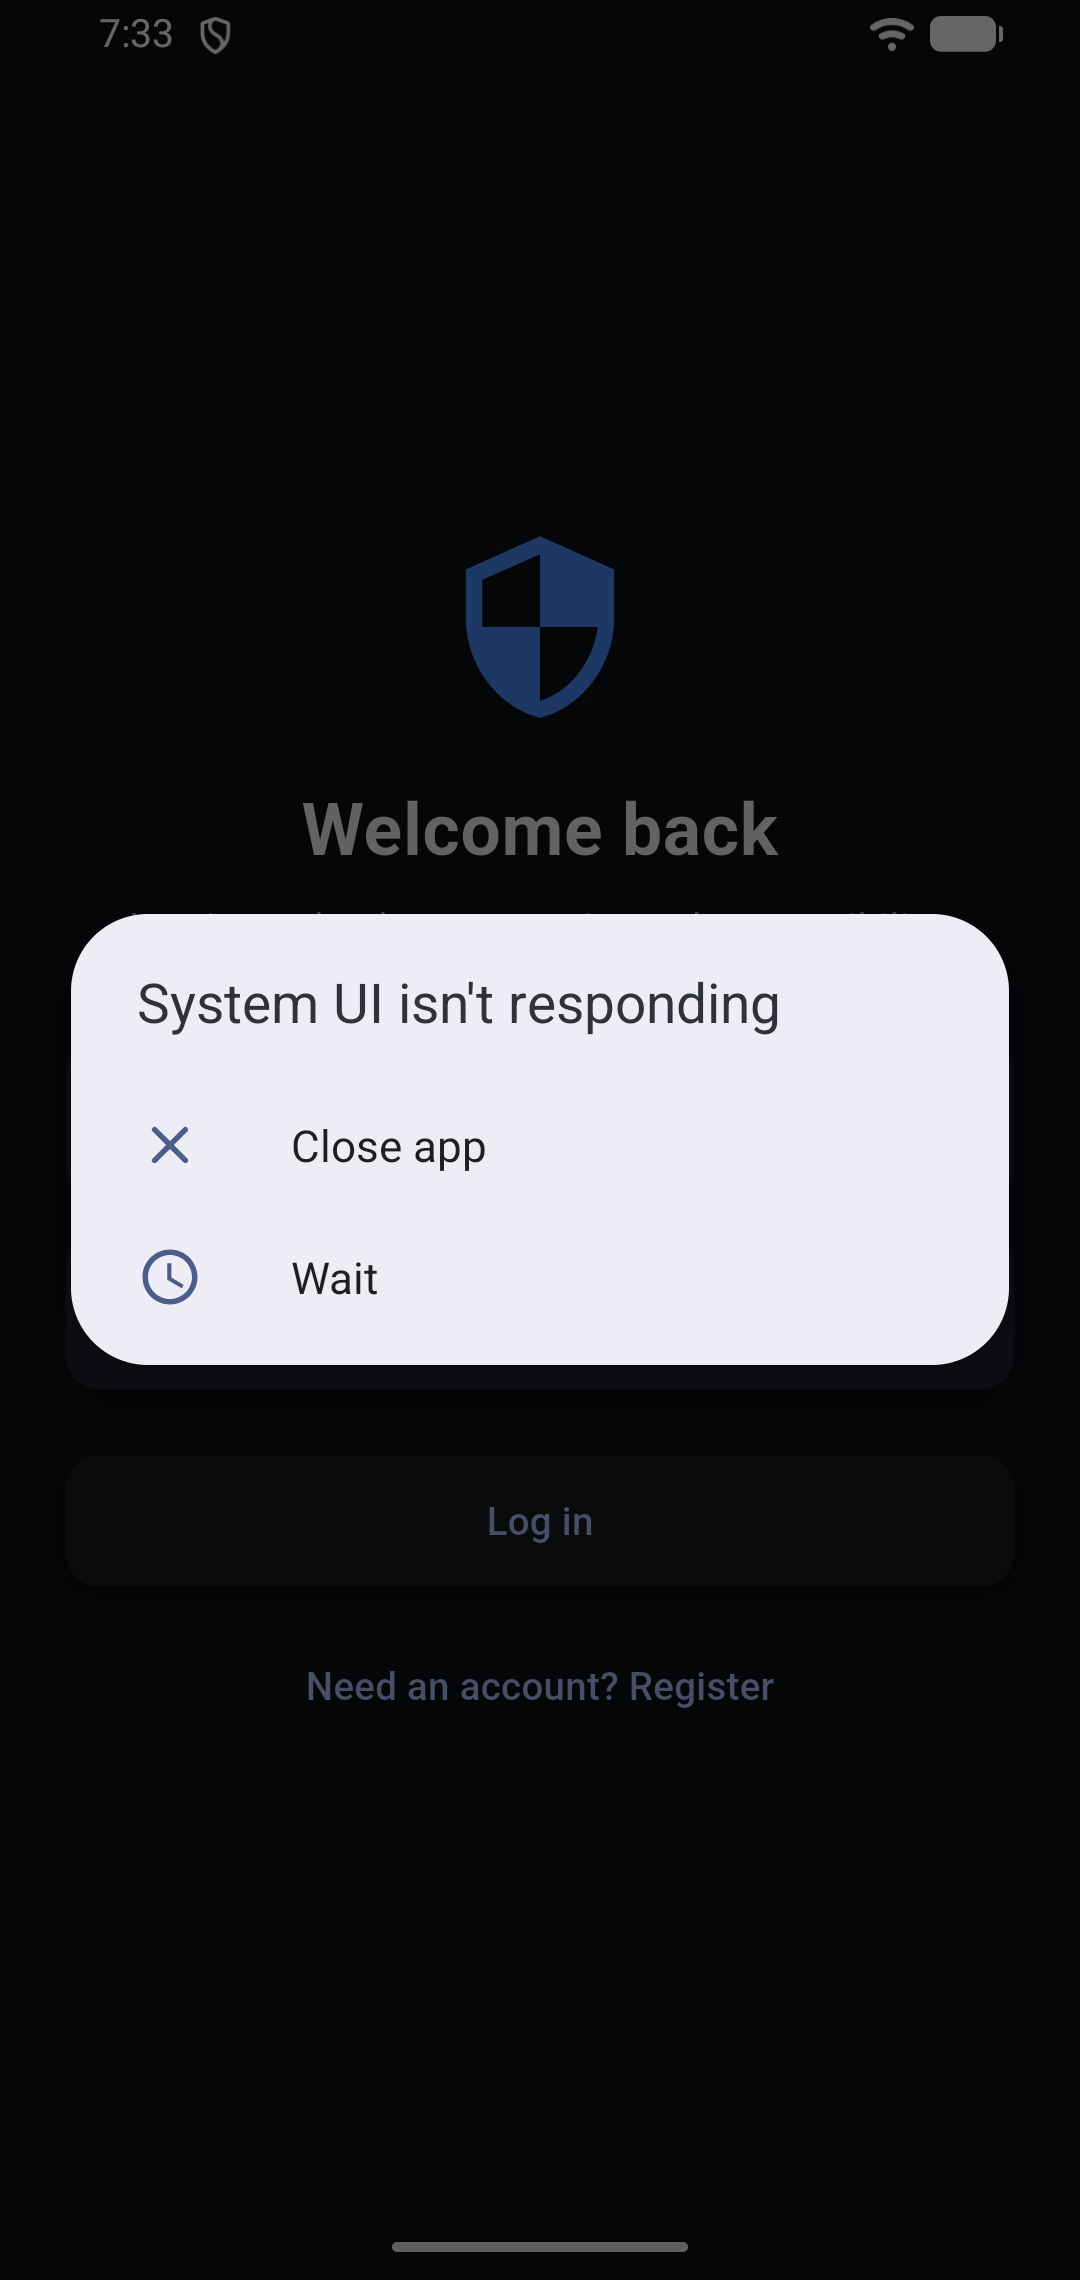 7:33
Welcome back
System UI isn't responding
Close app
Wait
Log in
Need an account? Register